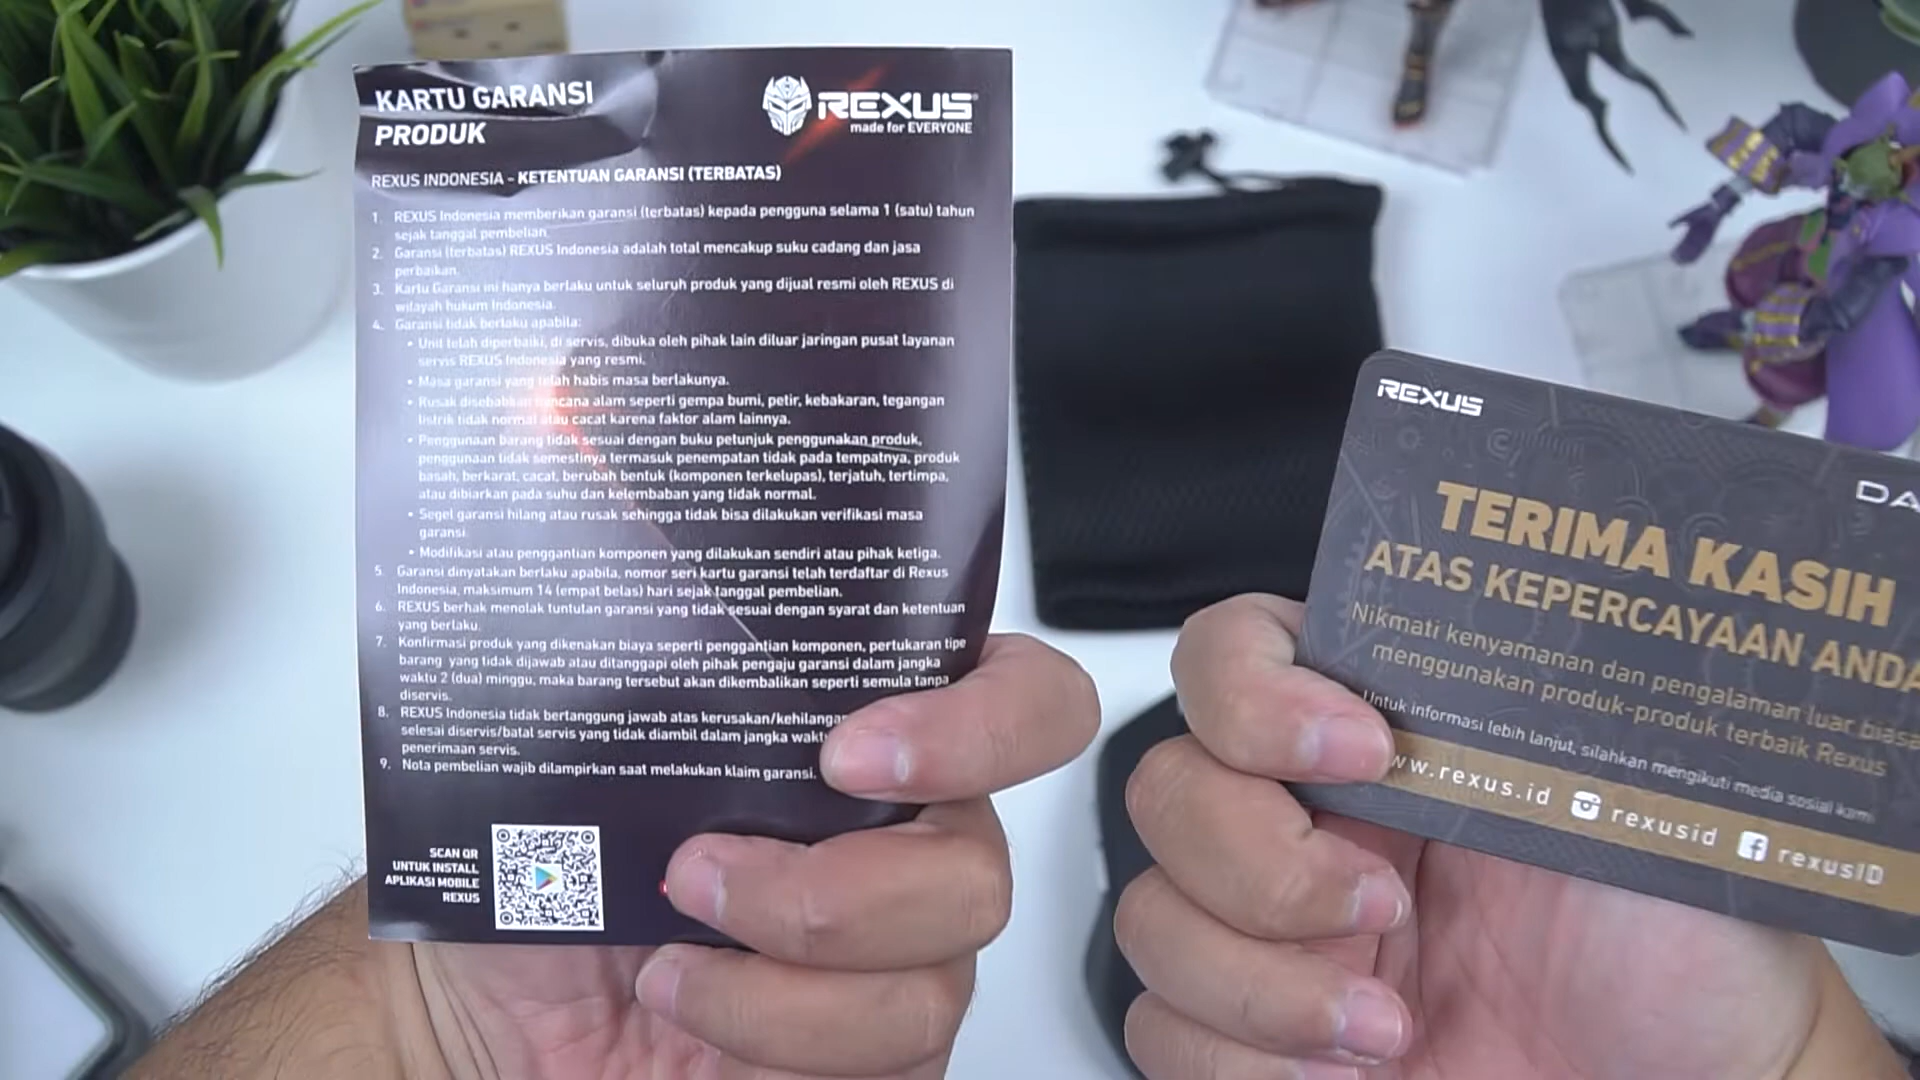 KARTU GARANSI
PRODUK
REXUS
made for EVERYONE
REXUS INDONESIA - KETENTUAN GARANSI (TERBATAS)
1. REXUS Indonesia memberikan garansi (terbatas) kepada pengguna selama 1 (satu) tahun
sejak tanggal pembelian.
2. Garansi (terbatas) REXUS Indonesia adalah total mencakup suku cadang dan jasa
perbaikan.
3. Kartu Garansi ini hanya berlaku untuk seluruh produk yang dijual resmi oleh REXUS di
wilayah hukum Indonesia.
4. Garansi tidak berlaku apabila:
• Unit telah diperbaiki, di servis, dibuka oleh pihak lain diluar jaringan pusat layanan
servis REXUS Indonesia yang resmi.
• Masa garansi yang telah habis masa berlakunya.
• Rusak disebabkan bencana alam seperti gempa bumi, petir, kebakaran, tegangan
listrik tidak normal atau cacat karena faktor alam lainnya.
• Penggunaan barang tidak sesuai dengan buku petunjuk penggunakan produk,
penggunaan tidak semestinya termasuk penempatan tidak pada tempatnya, produk
basah, berkarat, cacat, berubah bentuk (komponen terkelupas), terjatuh, tertimpa,
atau dibiarkan pada suhu dan kelembaban yang tidak normal.
• Segel garansi hilang atau rusak sehingga tidak bisa dilakukan verifikasi masa
garansi.
• Modifikasi atau penggantian komponen yang dilakukan sendiri atau pihak ketiga.
5. Garansi dinyatakan berlaku apabila, nomor seri kartu garansi telah terdaftar di Rexus
Indonesia, maksimum 14 (empat belas) hari sejak tanggal pembelian.
6. REXUS berhak menolak tuntutan garansi yang tidak sesuai dengan syarat dan ketentuan
yang berlaku.
7. Konfirmasi produk yang dikenakan biaya seperti penggantian komponen, pertukaran tipe
barang yang tidak dijawab atau ditanggapi oleh pihak pengaju garansi dalam jangka
waktu 2 (dua) minggu, maka barang tersebut akan dikembalikan seperti semula tanpa
diservis.
8. REXUS Indonesia tidak bertanggung jawab atas kerusakan/kehilangan
selesai diservis/batal servis yang tidak diambil dalam jangka
penerimaan servis.
9. Nota pembelian wajib dilampirkan saat melakukan klaim garansi.
SCAN QR
UNTUK INSTALL
APLIKASI MOBILE
REXUS
REXUS
DA
TERIMA KASIH
ATAS KEPERCAYAAN ANDA
Nikmati kenyamanan dan pengalaman luar biasa
menggunakan produk-produk terbaik Rexus
Untuk informasi lebih lanjut, silahkan mengikuti media sosial kami
ww.rexus.id rexusid rexusID